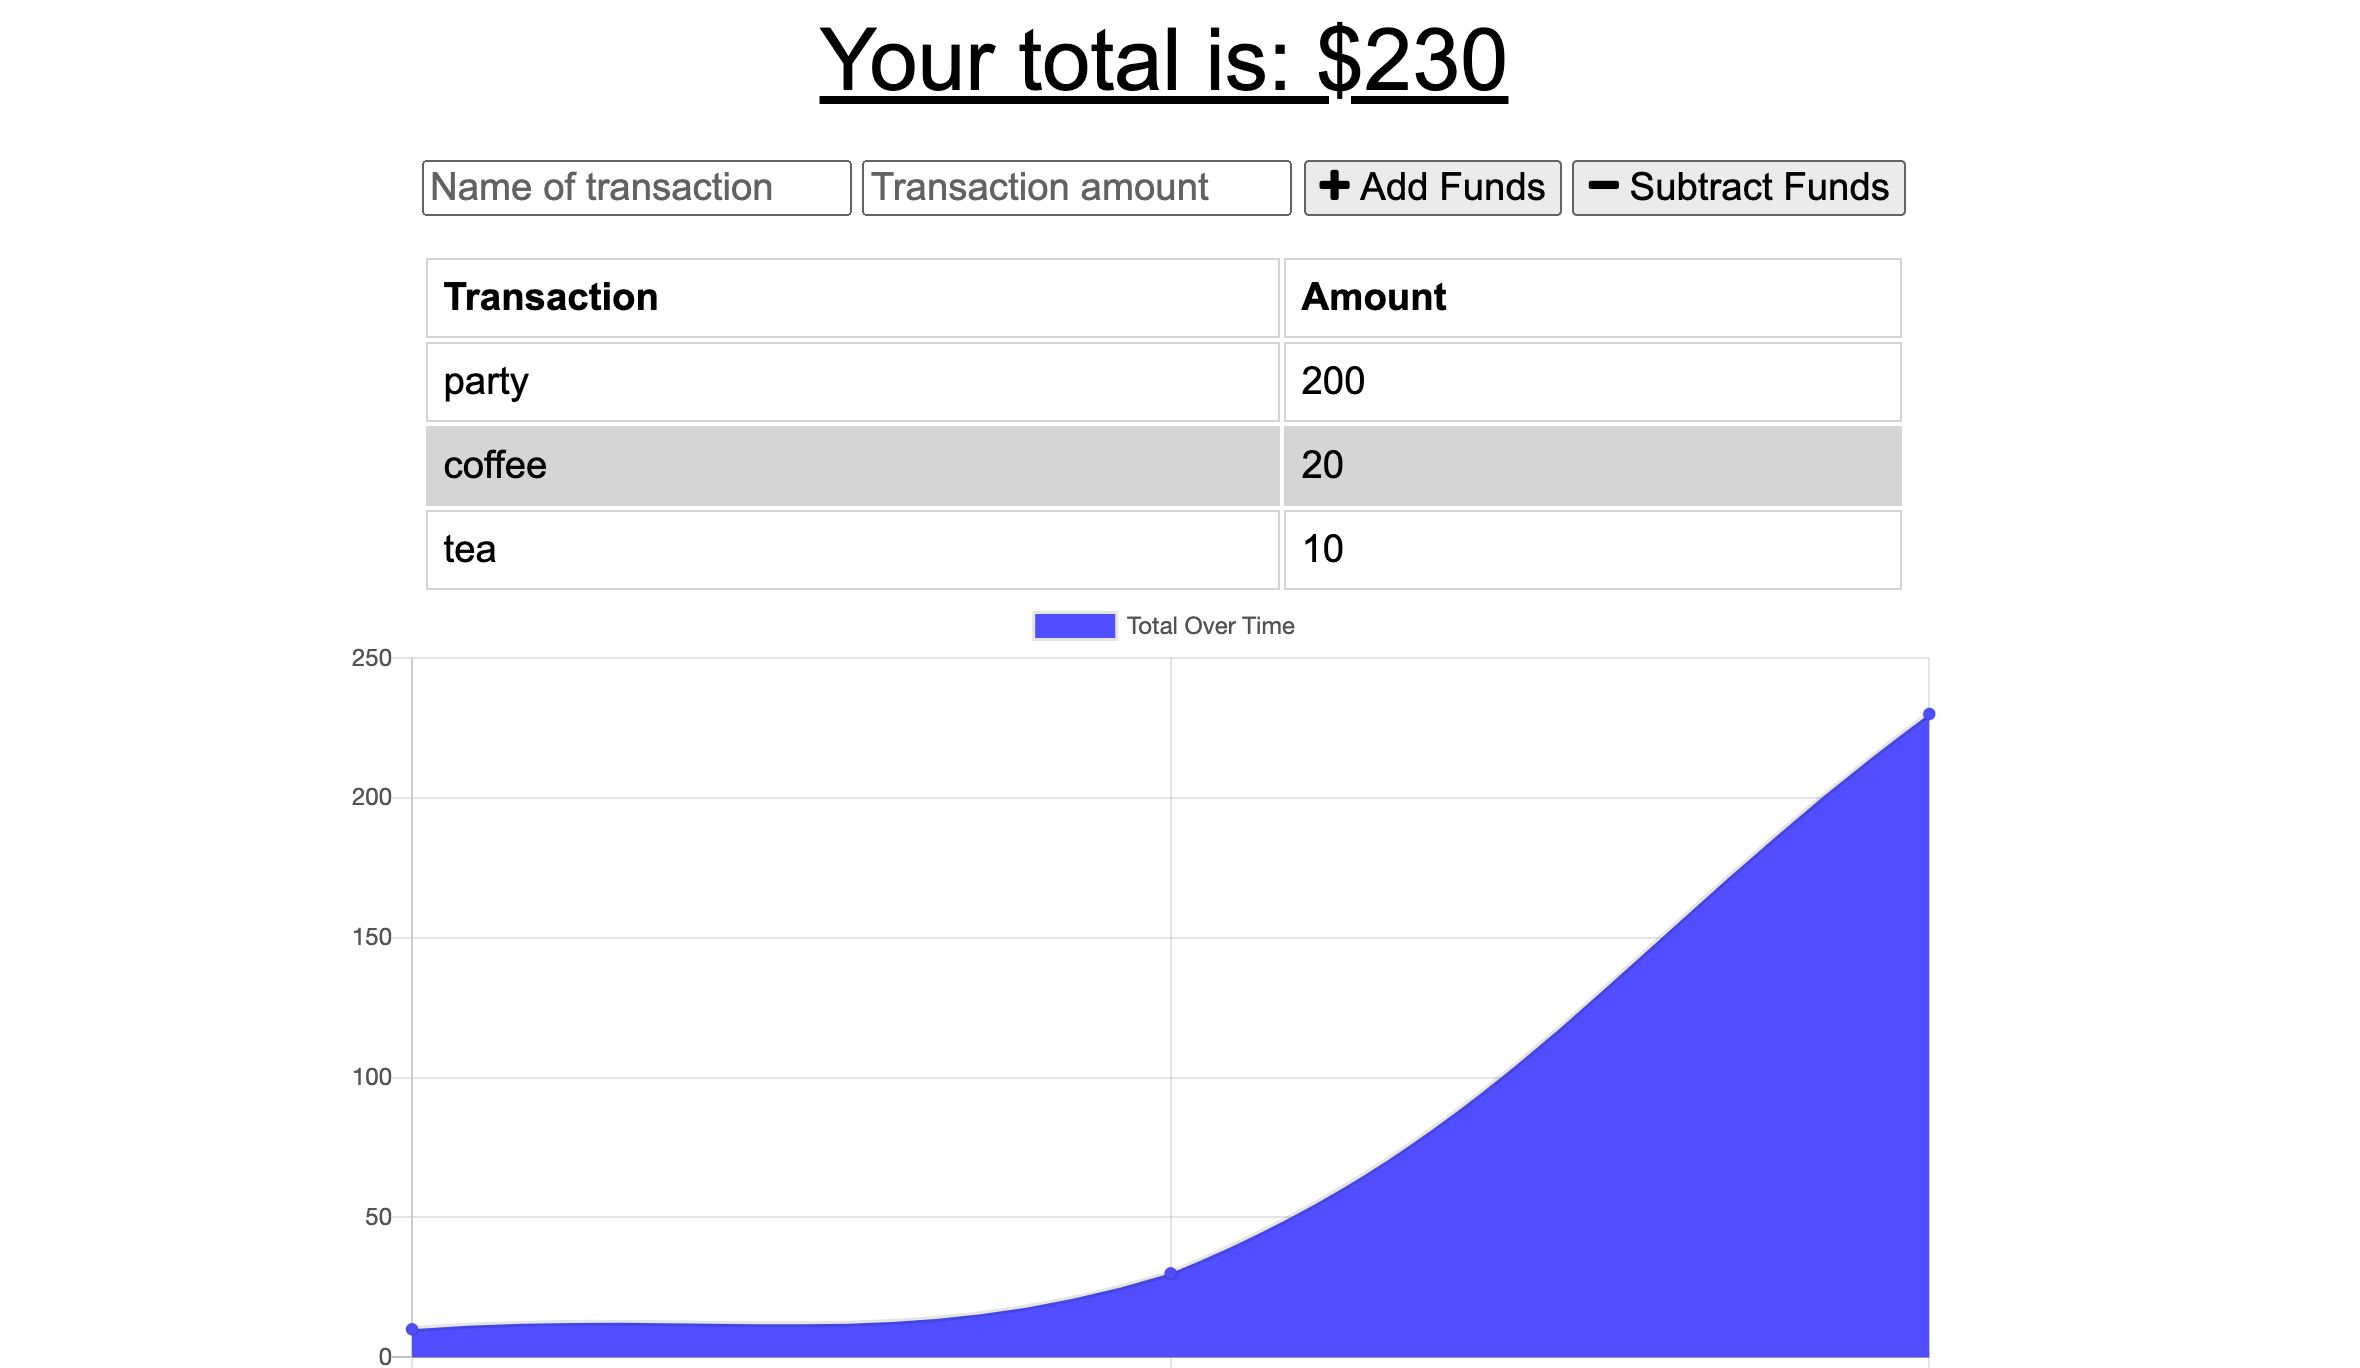 Your total is: $230
Name of transaction Transaction amount Add Funds Subtract Funds
Transaction Amount
party 200
coffee 20
tea 10
Total Over Time
250
200
150
100
50
0